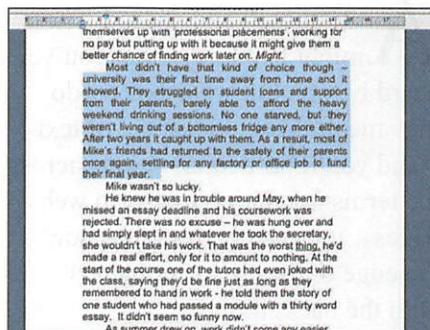 themselves up with 'professional placements', working for
no pay but putting up with it because it might give them a
better chance of finding work later on. Might.
Most didn't have that kind of choice though –
university was their first time away from home and it
showed. They struggled on student loans and support
from their parents, barely able to afford the heavy
weekend drinking sessions. No one starved, but they
weren't living out of a bottomless fridge any more either.
After two years it caught up with them. As a result, most of
Mike's friends had returned to the safety of their parents
once again, settling for any factory or office job to fund
their final year.
Mike wasn't so lucky.
He knew he was in trouble around May, when he
missed an essay deadline and his coursework was
rejected. There was no excuse – he was hung over and
had simply slept in and whatever he took the secretary,
she wouldn't take his work. That was the worst thing, he'd
made a real effort, only for it to amount to nothing. At the
start of the course one of the tutors had even joked with
the class, saying they'd be fine just as long as they
remembered to hand in work - he told them the story of
one student who had passed a module with a thirty word
essay. It didn't seem so funny now.
As summer drew on, work didn't some any easier